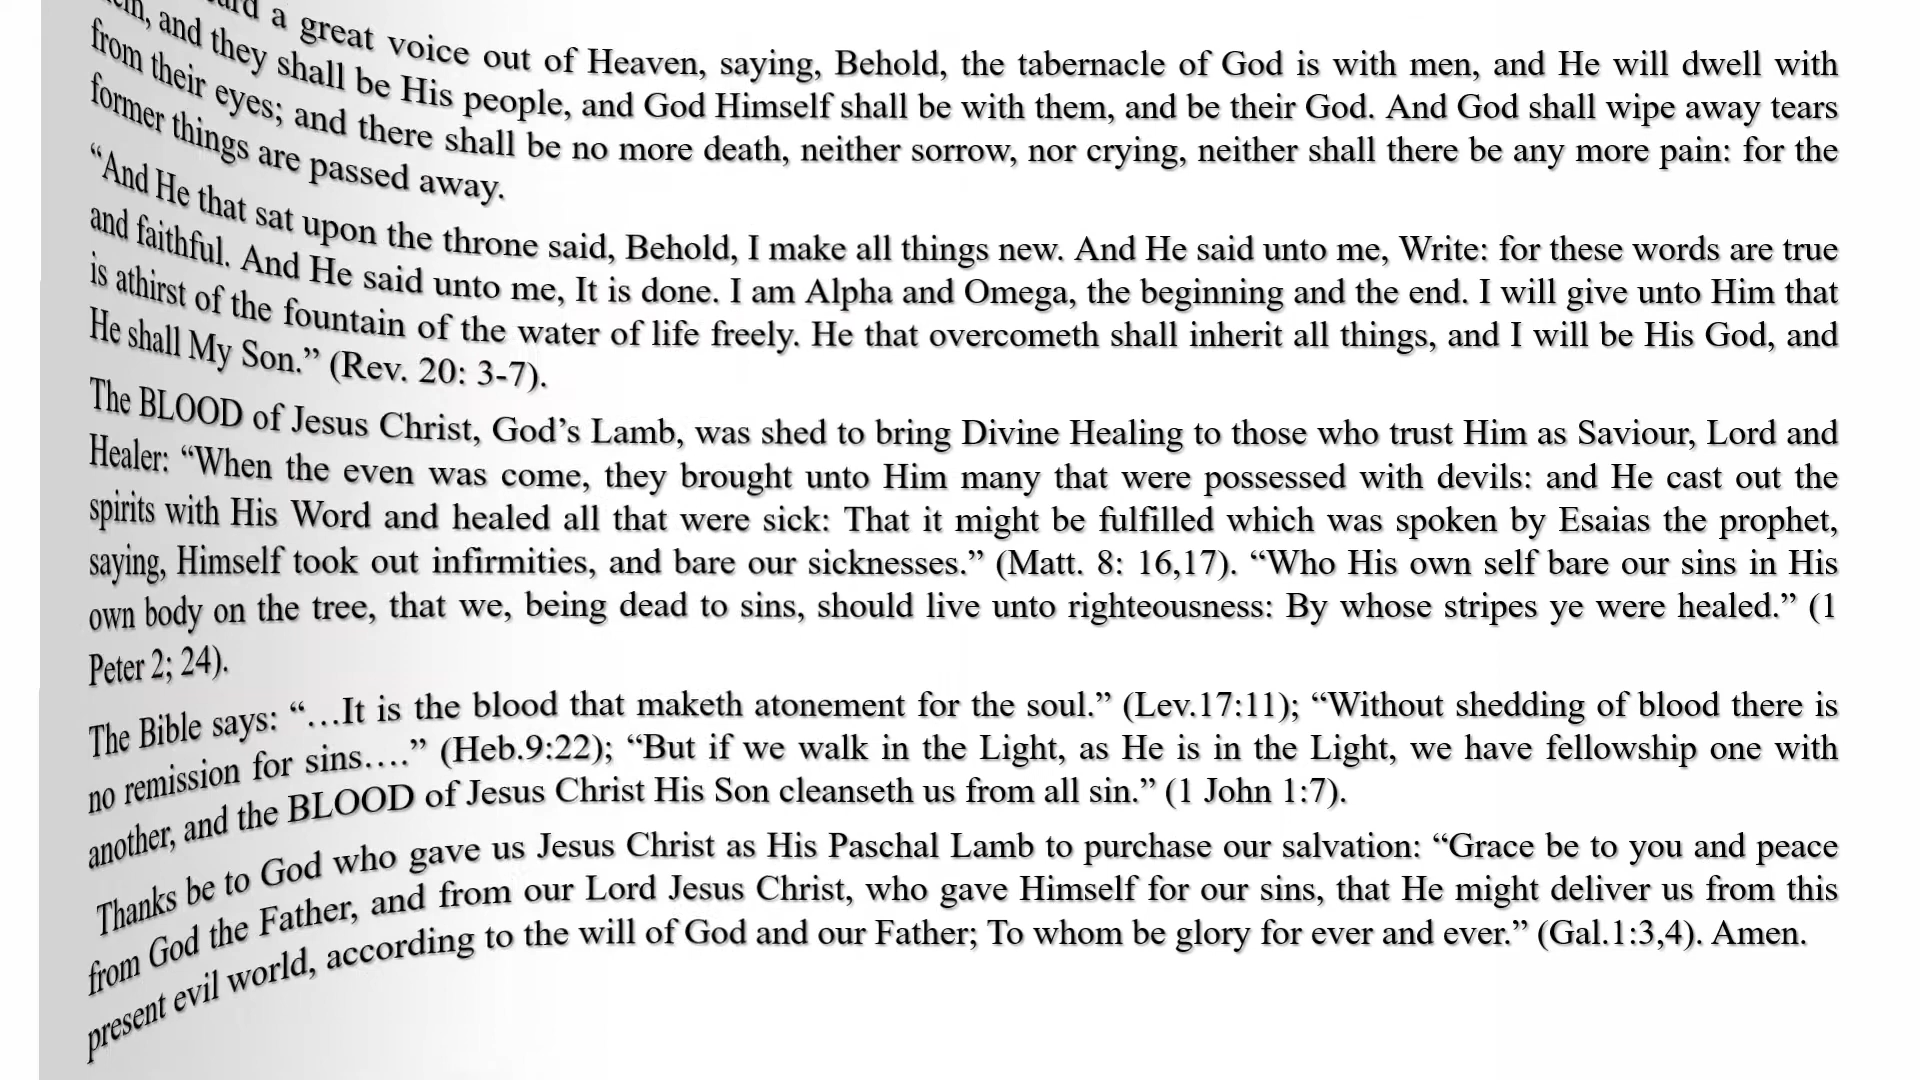 a great voice out of Heaven, saying, Behold, the tabernacle of God is with men, and He will dwell with
and they shall be His people, and God Himself shall be with them, and be their God. And God shall wipe away tears
from their eyes; and there shall be no more death, neither sorrow, nor crying, neither shall there be any more pain: for the
former things are passed away.
“And He that sat upon the throne said, Behold, I make all things new. And He said unto me, Write: for these words are true
and faithful. And He said unto me, It is done. I am Alpha and Omega, the beginning and the end. I will give unto Him that
is athirst of the fountain of the water of life freely. He that overcometh shall inherit all things, and I will be His God, and
He shall My Son.” (Rev. 20: 3-7).
The BLOOD of Jesus Christ, God’s Lamb, was shed to bring Divine Healing to those who trust Him as Saviour, Lord and
Healer: “When the even was come, they brought unto Him many that were possessed with devils: and He cast out the
spirits with His Word and healed all that were sick: That it might be fulfilled which was spoken by Esaias the prophet,
saying, Himself took out infirmities, and bare our sicknesses.” (Matt. 8: 16,17). “Who His own self bare our sins in His
own body on the tree, that we, being dead to sins, should live unto righteousness: By whose stripes ye were healed.” (1
Peter 2; 24).
The Bible says: “…It is the blood that maketh atonement for the soul.” (Lev.17:11); “Without shedding of blood there is
no remission for sins….” (Heb.9:22); “But if we walk in the Light, as He is in the Light, we have fellowship one with
another, and the BLOOD of Jesus Christ His Son cleanseth us from all sin.” (1 John 1:7).
Thanks be to God who gave us Jesus Christ as His Paschal Lamb to purchase our salvation: “Grace be to you and peace
from God the Father, and from our Lord Jesus Christ, who gave Himself for our sins, that He might deliver us from this
present evil world, according to the will of God and our Father; To whom be glory for ever and ever.” (Gal.1:3,4). Amen.